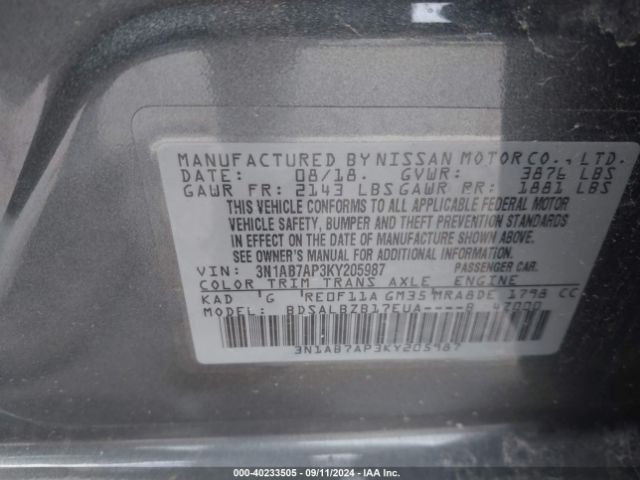 MANUFACTURED BY NISSAN MOTOR CO., LTD.
DATE: 08/18. GVWR: 3876 LBS
GAWR FR: 2143 LBS GAWR RR: 1881 LBS
THIS VEHICLE CONFORMS TO ALL APPLICABLE FEDERAL MOTOR
VEHICLE SAFETY, BUMPER AND THEFT PREVENTION STANDARDS
IN EFFECT ON THE DATE OF MANUFACTURE SHOWN ABOVE.
SEE OWNER'S MANUAL FOR ADDITIONAL INFORMATION.
VIN: 3N1AB7AP3KY205987 PASSENGER CAR.
COLOR TRIM TRANS AXLE ENGINE
KAD G RE0F11A GM35 MRA8DE 1798 CC
MODEL: BDSALBZB17EUA----B
3N1AB7AP3KY205987
000-40233505 - 09/11/2024 - IAA Inc.